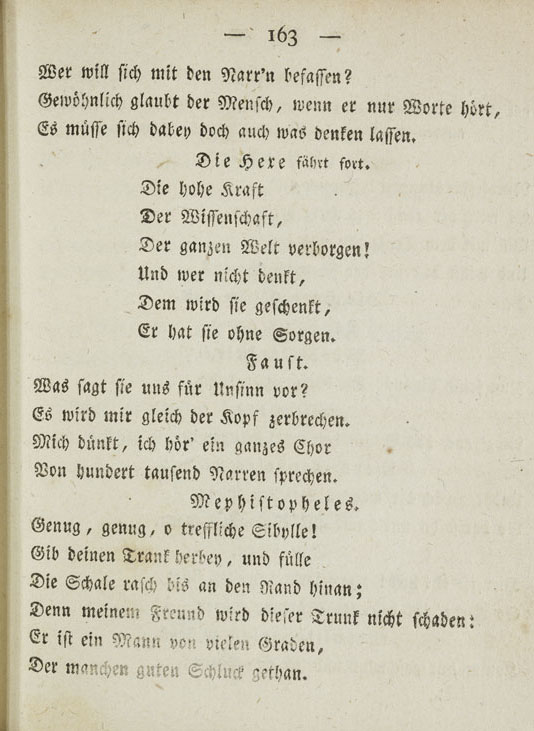 — 163 —
Wer will sich mit den Narr'n befassen?
Gewöhnlich glaubt der Mensch, wenn er nur Worte hört,
Es müsse sich dabey doch auch was denken lassen.
Die Hexe fährt fort.
Die hohe Kraft
Der Wissenschaft,
Der ganzen Welt verborgen!
Und wer nicht denkt,
Dem wird sie geschenkt,
Er hat sie ohne Sorgen.
Faust.
Was sagt sie uns für Unsinn vor?
Es wird mir gleich der Kopf zerbrechen.
Mich dünkt, ich hör' ein ganzes Chor
Von hundert tausend Narren sprechen.
Mephistopheles.
Genug, genug, o treffliche Sibylle!
Gib deinen Trank herbey, und fülle
Die Schale rasch bis an den Rand hinan;
Denn meinem Freund wird dieser Trunk nicht schaden:
Er ist ein Mann von vielen Graden,
Der manchen guten Schluck gethan.